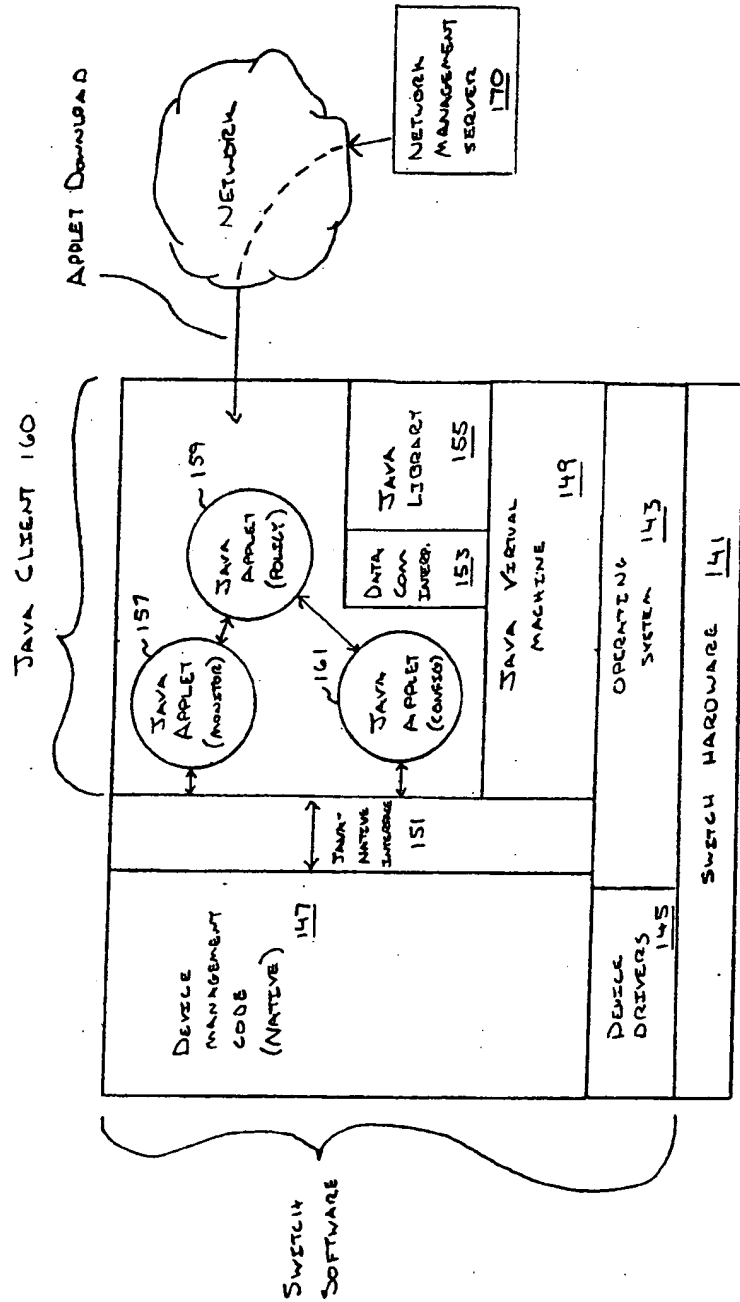 JAVA CLIENT 160
APPLET DOWNLOAD
SWITCH
SOFTWARE
DEVICE
MANAGEMENT
CODE
(NATIVE)
147
JAVA-
NATIVE
INTERFACE
151
157
JAVA
APPLET
(MONITOR)
159
JAVA
APPLET
(POLICY)
161
JAVA
APPLET
(CONFIG)
DATA
COM
INTERP.
153
JAVA
LIBRARY
155
JAVA VIRTUAL
MACHINE
149
DEVICE
DRIVERS
145
OPERATING
SYSTEM 143
SWITCH HARDWARE 141
NETWORK
NETWORK
MANAGEMENT
SERVER
170